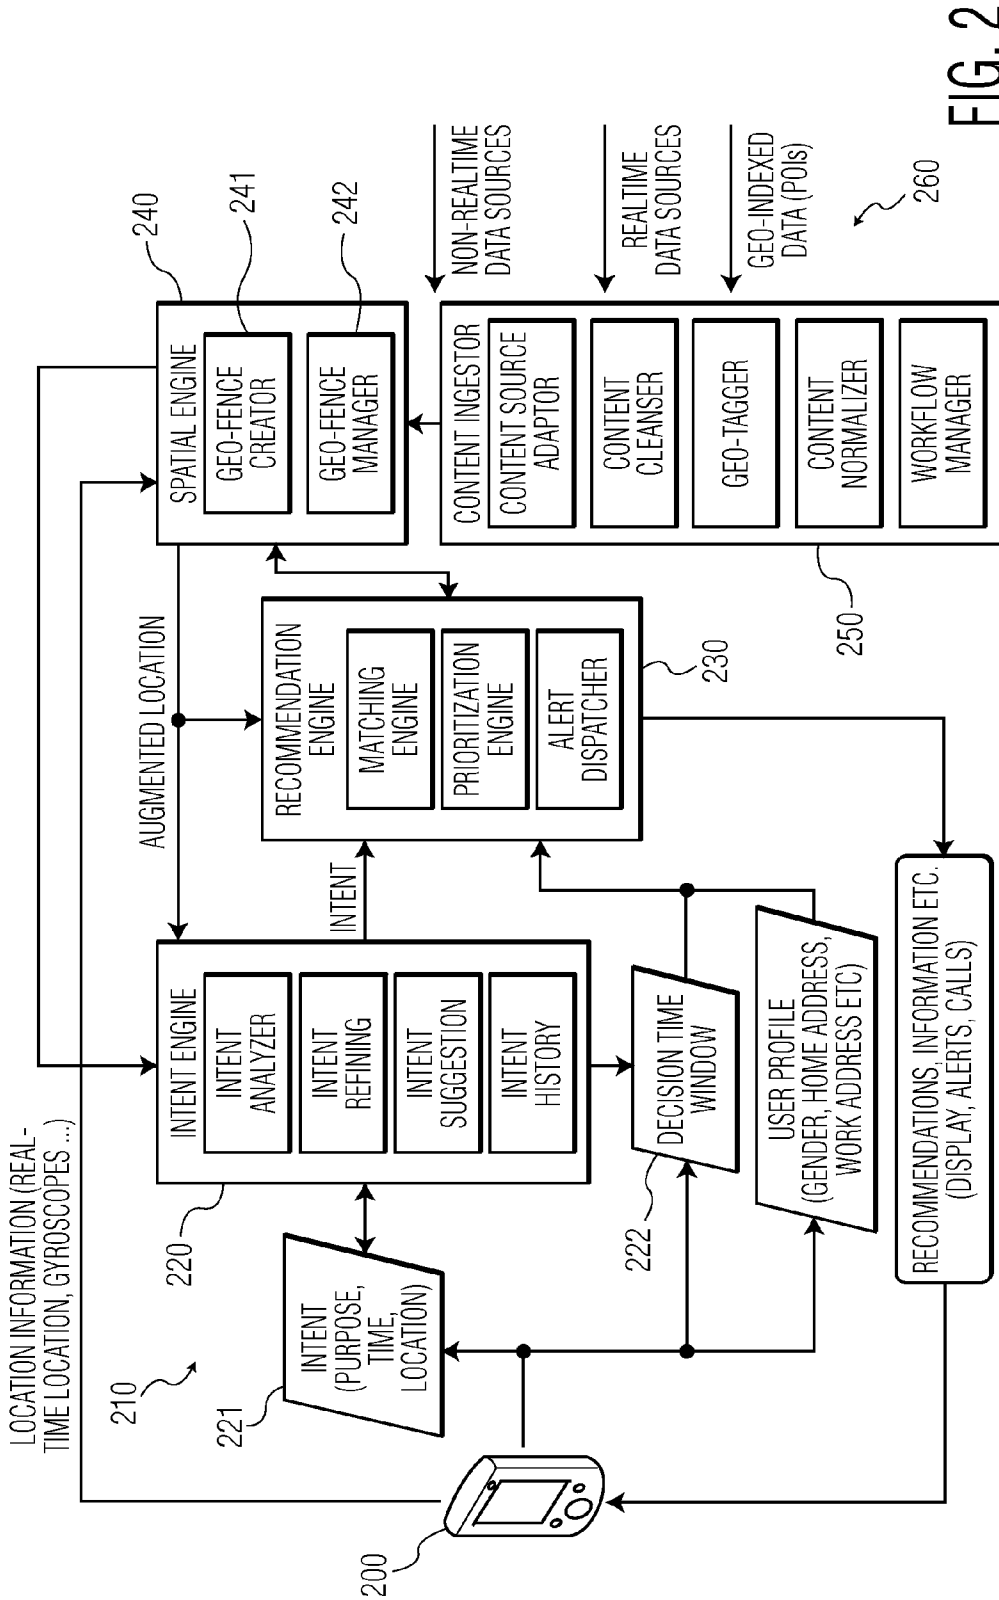 LOCATION INFORMATION (REAL-
TIME LOCATION, GYROSCOPES ...)
210
221
INTENT
(PURPOSE,
TIME,
LOCATION)
200
220
INTENT ENGINE
INTENT
ANALYZER
INTENT
REFINING
INTENT
SUGGESTION
INTENT
HISTORY
222
DECISION TIME
WINDOW
USER PROFILE
(GENDER, HOME ADDRESS,
WORK ADDRESS ETC)
RECOMMENDATIONS, INFORMATION ETC.
(DISPLAY, ALERTS, CALLS)
AUGMENTED LOCATION
INTENT
RECOMMENDATION
ENGINE
MATCHING
ENGINE
PRIORITIZATION
ENGINE
ALERT
DISPATCHER
230
SPATIAL ENGINE
GEO-FENCE
CREATOR
GEO-FENCE
MANAGER
240
241
242
CONTENT INGESTOR
CONTENT SOURCE
ADAPTOR
CONTENT
CLEANSER
GEO-TAGGER
CONTENT
NORMALIZER
WORKFLOW
MANAGER
250
NON-REALTIME
DATA SOURCES
REALTIME
DATA SOURCES
GEO-INDEXED
DATA (POIs)
260
FIG. 2